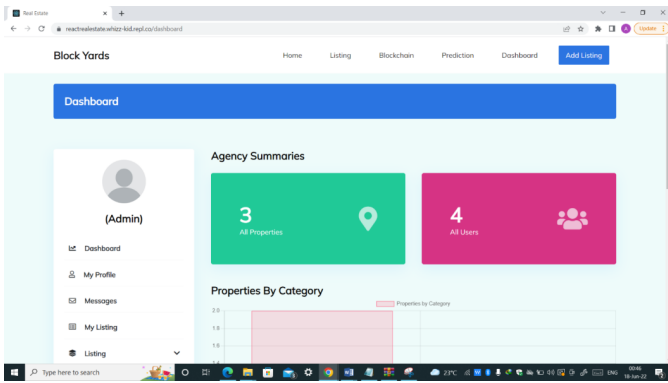 Real Estate
reactrealestate.whizz-kid.repl.co/dashboard
Update
Block Yards
Home Listing Blockchain Prediction Dashboard Add Listing
Dashboard
(Admin)
Dashboard
My Profile
Messages
My Listing
Listing
Agency Summaries
3
All Properties
4
All Users
Properties By Category
Properties by Category
2.0
1.8
1.6
1.4
Type here to search
23°C
ENG
00:46
18-Jun-22